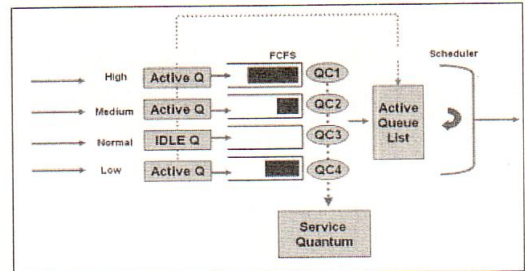 FCFS
Scheduler
High
Active Q
QC1
Medium
Active Q
QC2
Active
Queue
List
Normal
IDLE Q
QC3
Low
Active Q
QC4
Service
Quantum